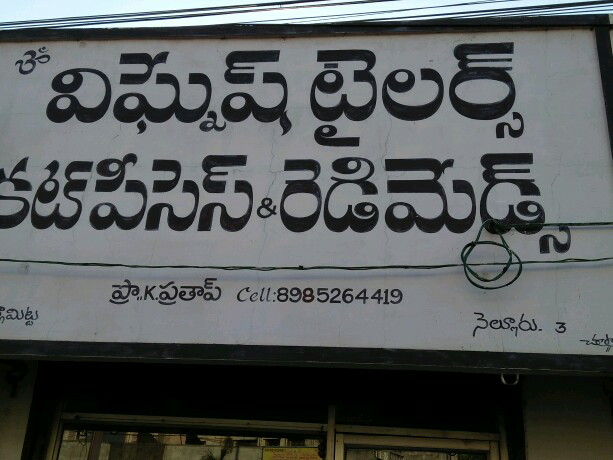 ఓం
విఘ్నేష్ టైలర్స్
కట్‌పీసెస్ & రెడిమేడ్స్
ప్రొ..K.ప్రతాప్ Cell:8985264419
నెల్లూరు. 3